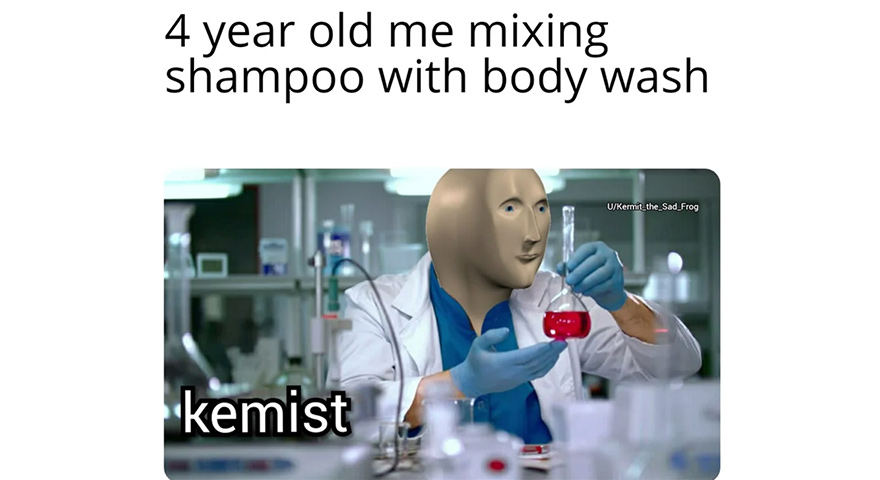 4 year old me mixing
shampoo with body wash
U/Kermit_the_Sad_Frog
kemist